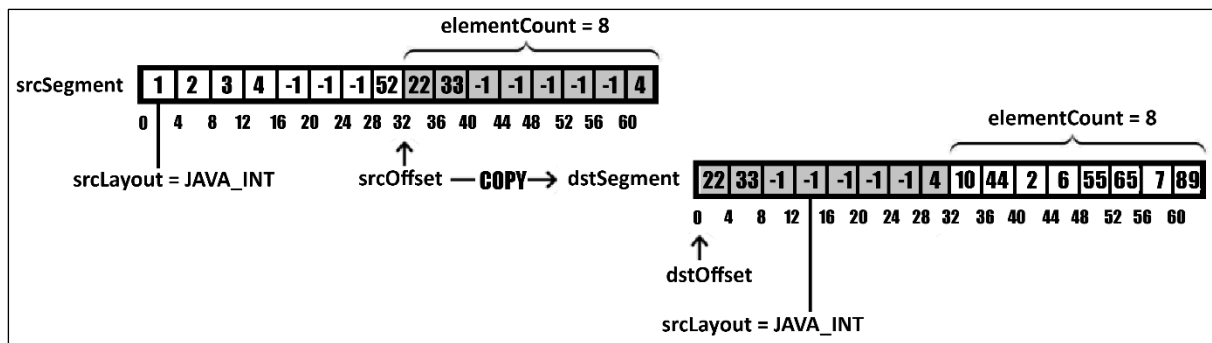 elementCount = 8
srcSegment 1 2 3 4 -1 -1 -1 52 22 33 -1 -1 -1 -1 -1 4
0 4 8 12 16 20 24 28 32 36 40 44 48 52 56 60
elementCount = 8
srcLayout = JAVA_INT srcOffset COPY dstSegment 22 33 -1 -1 -1 -1 -1 4 10 44 2 6 55 65 7 89
0 4 8 12 16 20 24 28 32 36 40 44 48 52 56 60
dstOffset
srcLayout = JAVA_INT